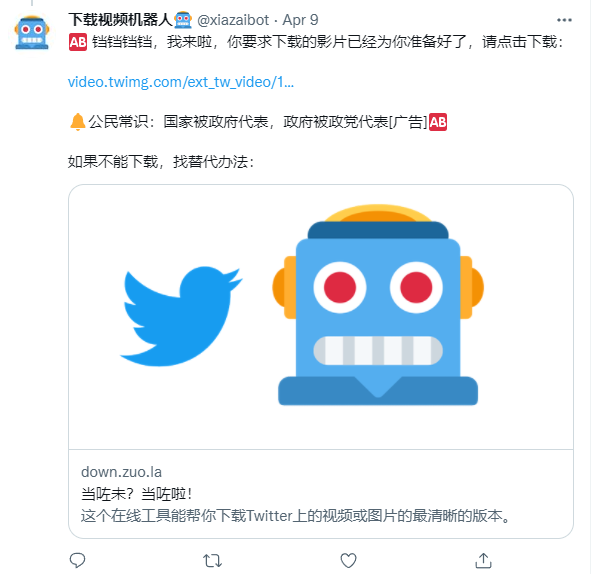 下载视频机器人🤖 @xiazaibot · Apr 9
🆎 铛铛铛铛，我来啦，你要求下载的影片已经为你准备好了，请点击下载：
video.twimg.com/ext_tw_video/1...
🔔公民常识：国家被政府代表，政府被政党代表[广告]🆎
如果不能下载，找替代办法：
down.zuo.la
当咗未？当咗啦！
这个在线工具能帮你下载Twitter上的视频或图片的最清晰的版本。